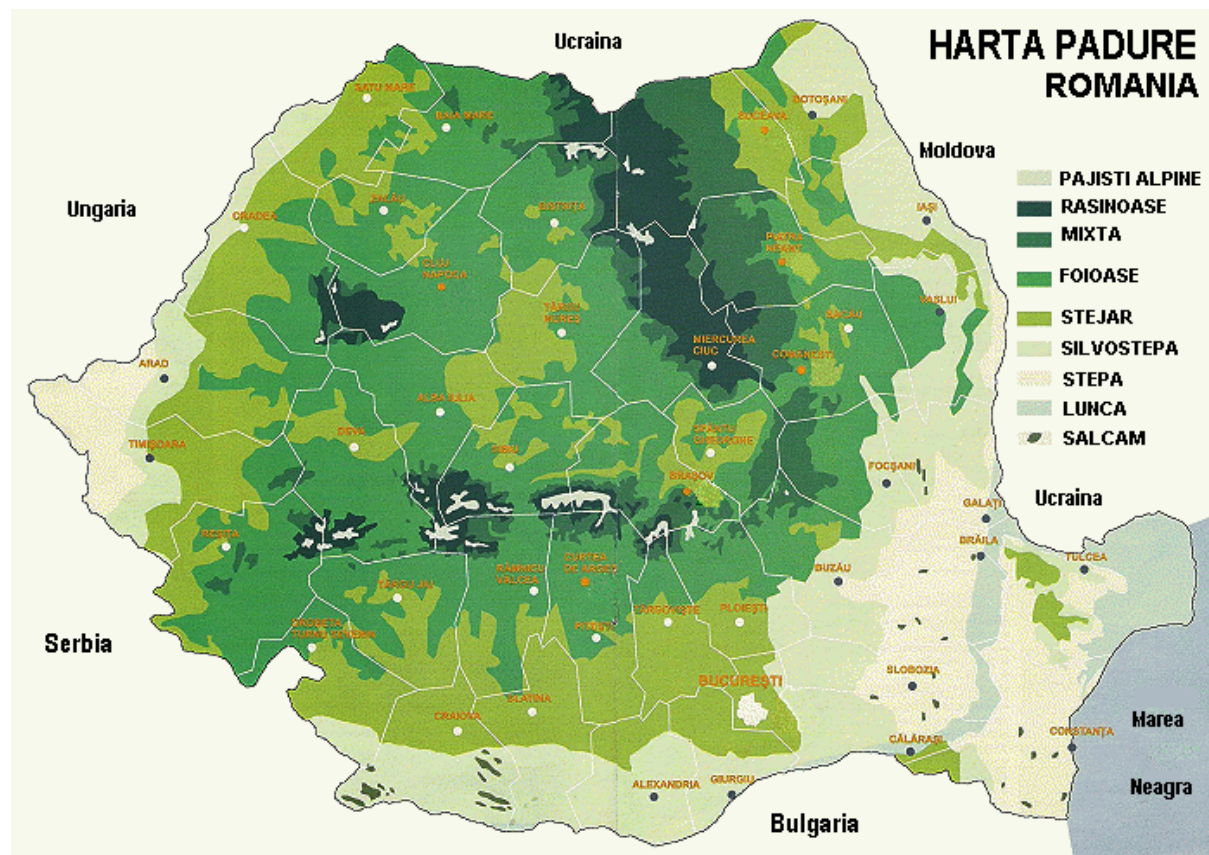 HARTA PADURE
ROMANIA
Ucraina
Moldova
Ungaria
Serbia
Bulgaria
Ucraina
Marea
Neagra
PAJISTI ALPINE
RASINOASE
MIXTA
FOIOASE
STEJAR
SILVOSTEPA
STEPA
LUNCA
SALCAM
SATU MARE
BAIA MARE
SUCEAVA
BOTOŞANI
IAŞI
ORADEA
ZALĂU
BISTRIŢA
PIATRA
NEAMŢ
CLUJ
NAPOCA
TÂRGU
MUREŞ
MIERCUREA
CIUC
BACĂU
VASLUI
COMĂNEŞTI
ARAD
ALBA IULIA
TIMIŞOARA
DEVA
SIBIU
SFÂNTU
GHEORGHE
BRAŞOV
FOCŞANI
GALAŢI
BRĂILA
TULCEA
REŞIŢA
TÂRGU JIU
RÂMNICU
VÂLCEA
CURTEA
DE ARGEŞ
BUZĂU
DROBETA
TURNU SEVERIN
PITEŞTI
TÂRGOVIŞTE
PLOIEŞTI
BUCUREŞTI
SLOBOZIA
SLATINA
CRAIOVA
CĂLĂRAŞI
CONSTANŢA
ALEXANDRIA
GIURGIU